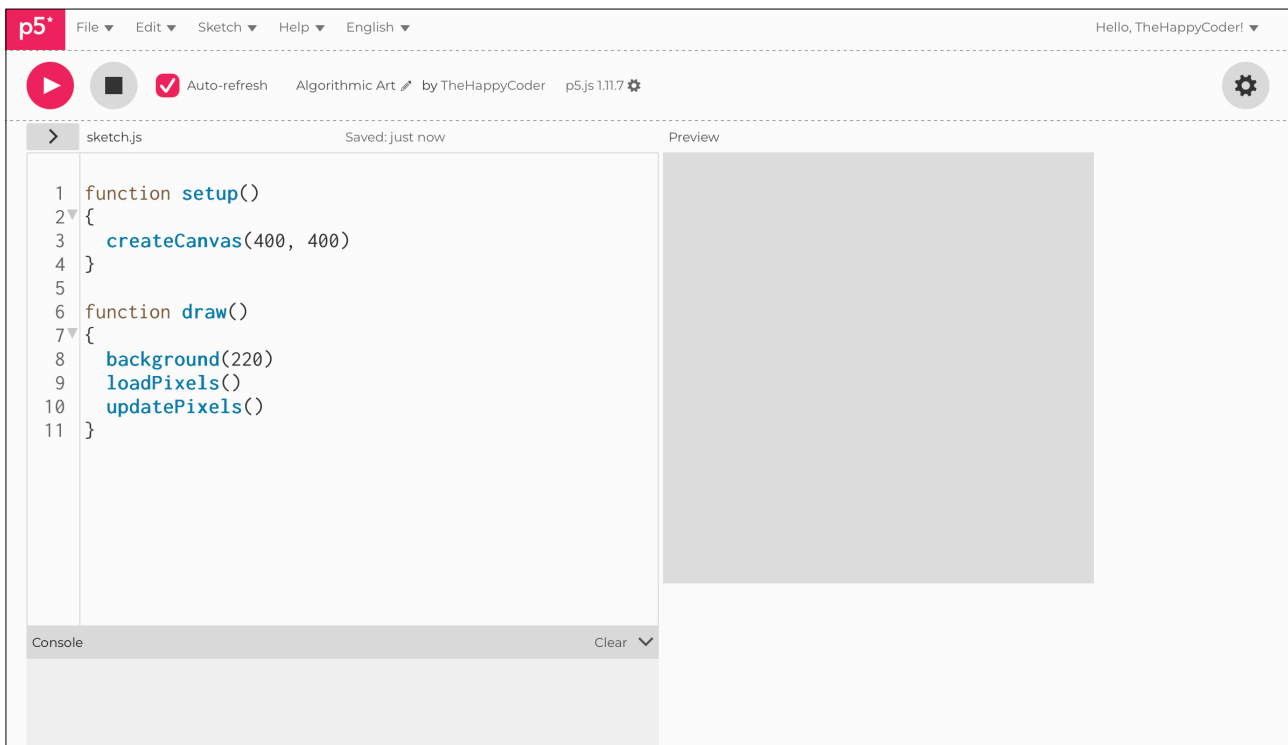 p5* File Edit Sketch Help English Hello, TheHappyCoder!
Auto-refresh Algorithmic Art by TheHappyCoder p5.js 1.11.7
sketch.js Saved: just now Preview
1 function setup()
2 {
3 createCanvas(400, 400)
4 }
5
6 function draw()
7 {
8 background(220)
9 loadPixels()
10 updatePixels()
11 }
Console Clear